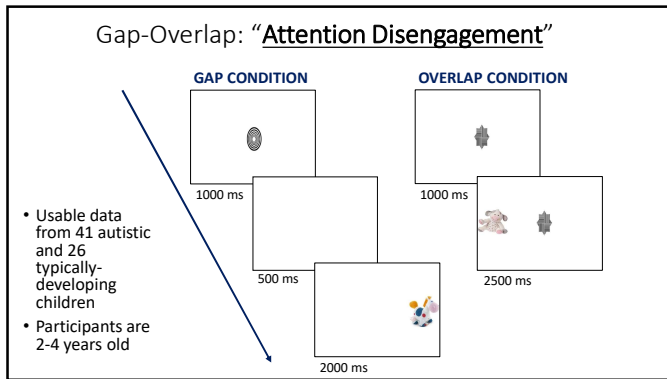 Gap-Overlap: “Attention Disengagement”
GAP CONDITION
1000 ms
500 ms
2000 ms
OVERLAP CONDITION
1000 ms
2500 ms
• Usable data
from 41 autistic
and 26
typically-
developing
children
• Participants are
2-4 years old